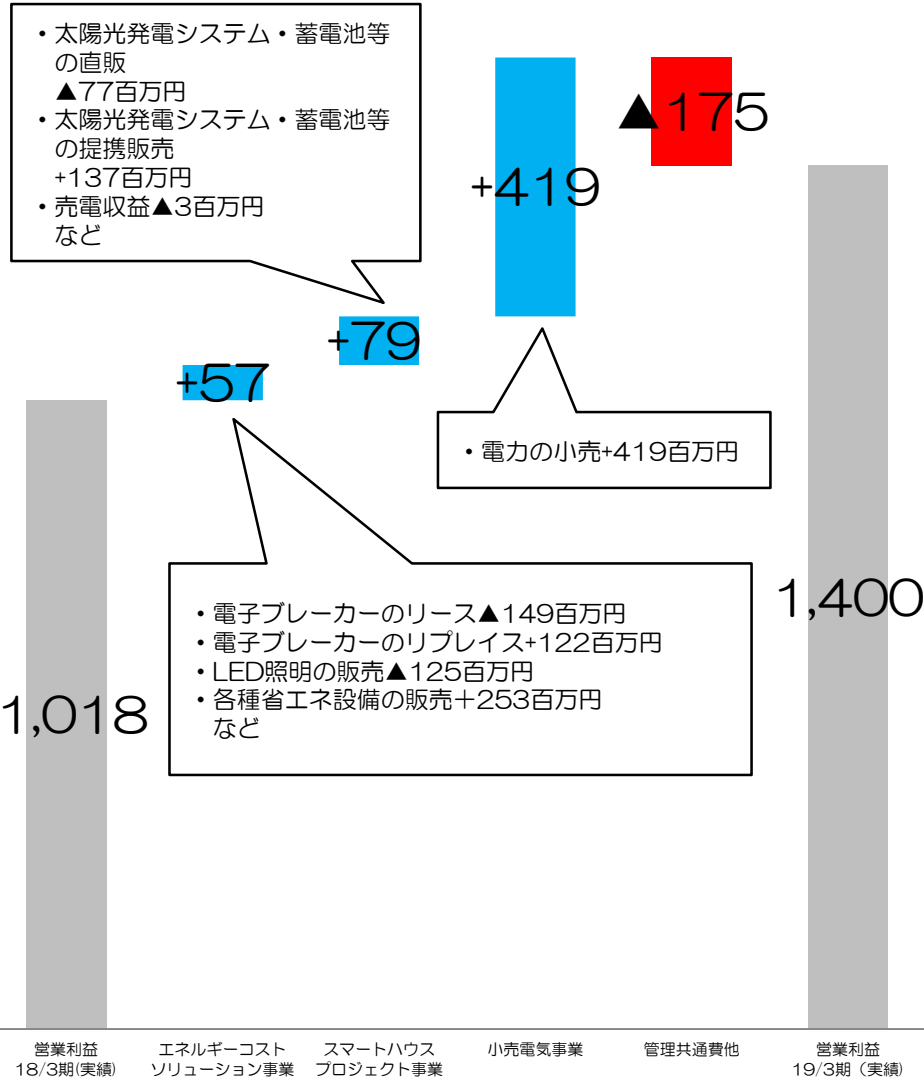 ・太陽光発電システム・蓄電池等
の直販
▲77百万円
・太陽光発電システム・蓄電池等
の提携販売
+137百万円
・売電収益▲3百万円
など
▲175
+419
+79
+57
・電力の小売+419百万円
・電子ブレーカーのリース▲149百万円
・電子ブレーカーのリプレイス+122百万円
・LED照明の販売▲125百万円
・各種省エネ設備の販売＋253百万円
など
1,400
1,018
営業利益
18/3期(実績)
エネルギーコスト
ソリューション事業
スマートハウス
プロジェクト事業
小売電気事業
管理共通費他
営業利益
19/3期（実績)